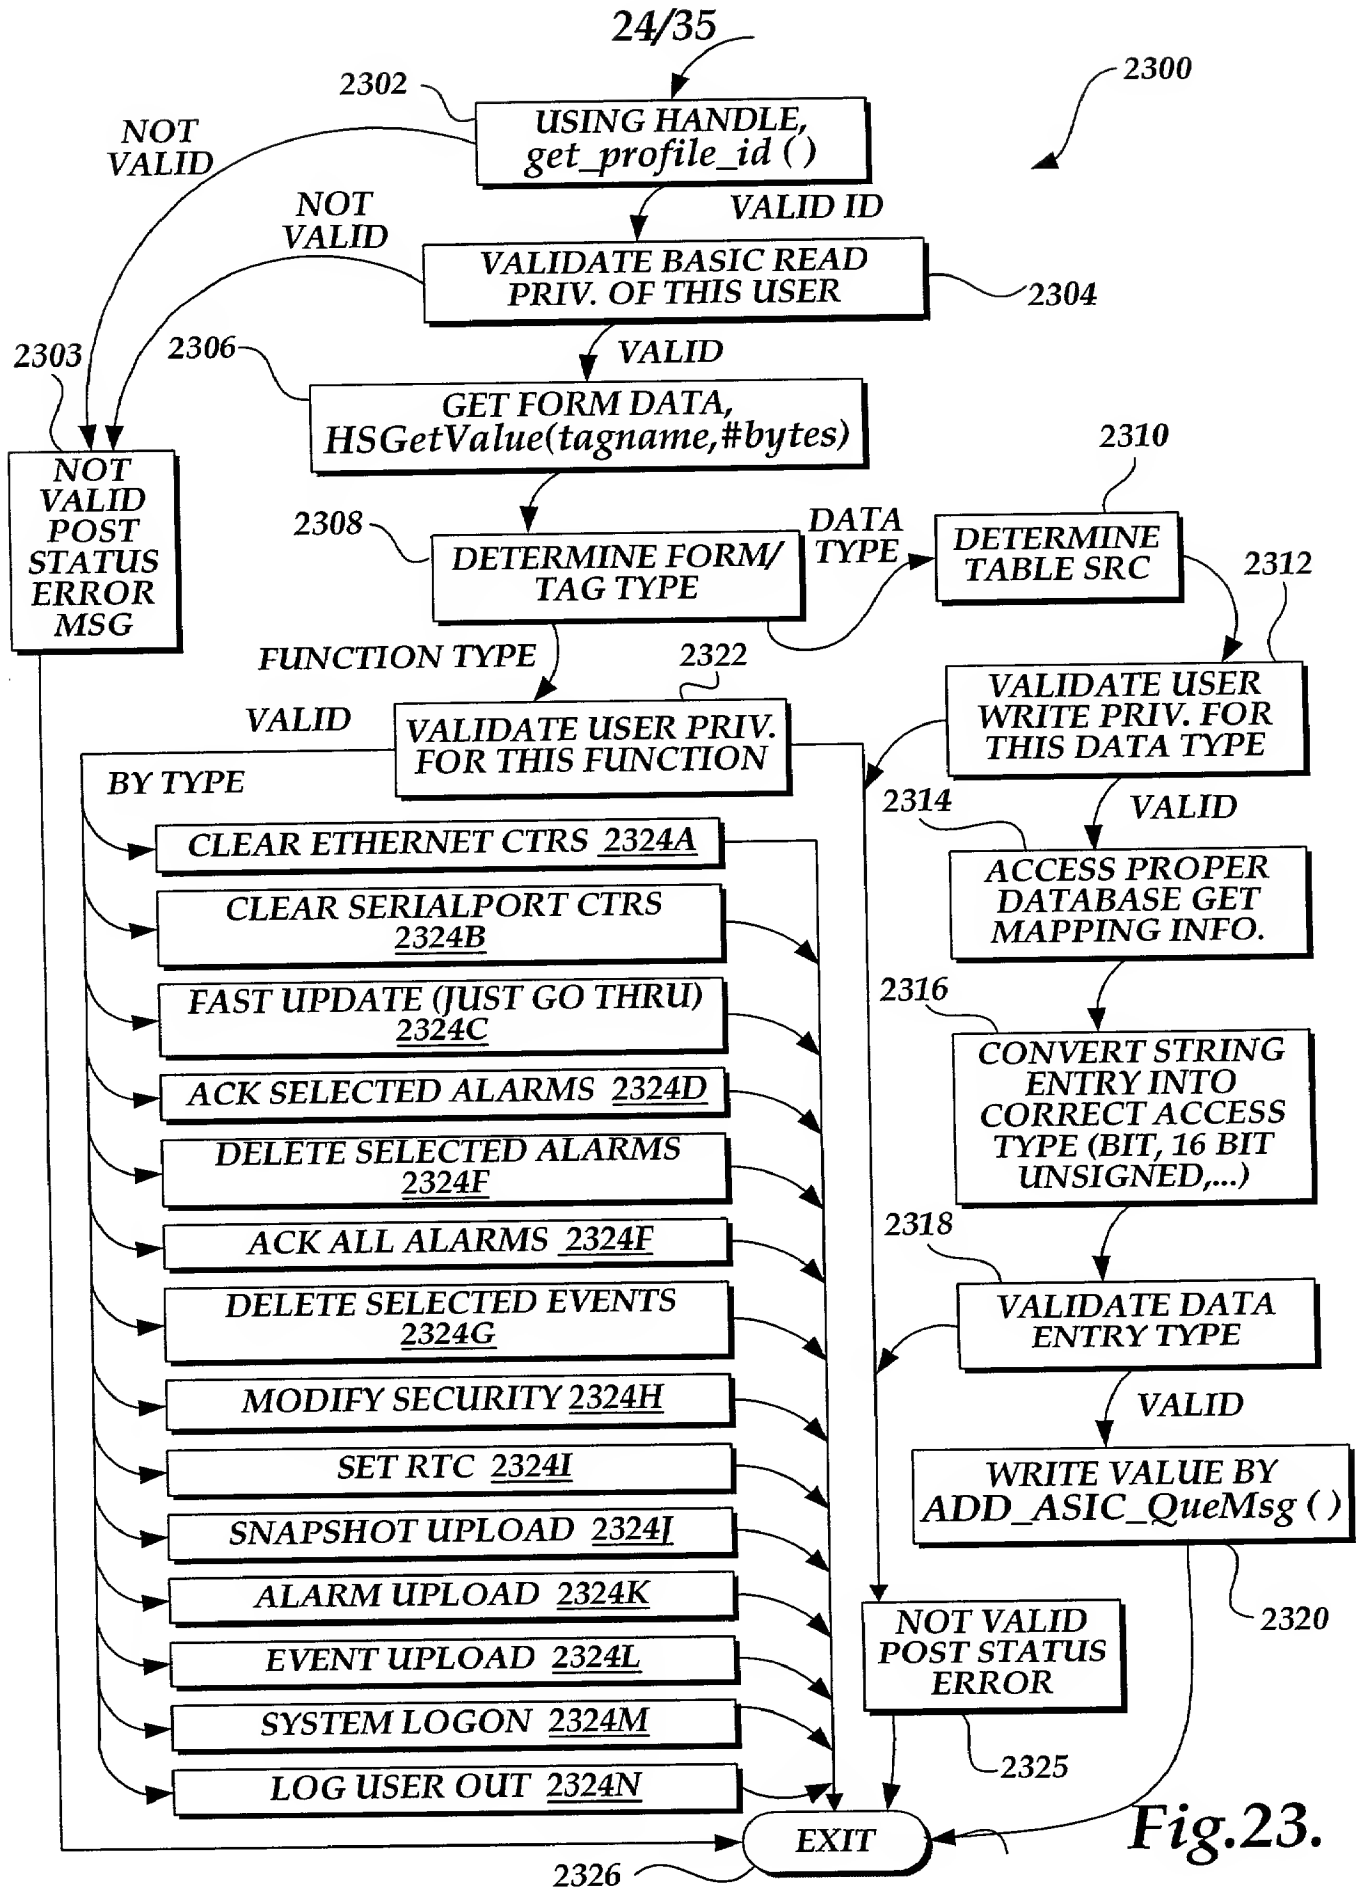 24/35
2300
2302
USING HANDLE,
get_profile_id ( )
NOT
VALID
VALID ID
NOT
VALID
VALIDATE BASIC READ
PRIV. OF THIS USER
2304
2303
2306
VALID
GET FORM DATA,
HSGetValue(tagname,#bytes)
NOT
VALID
POST
STATUS
ERROR
MSG
2308
DETERMINE FORM/
TAG TYPE
DATA
TYPE
2310
DETERMINE
TABLE SRC
2312
FUNCTION TYPE
2322
VALIDATE USER PRIV.
FOR THIS FUNCTION
VALID
BY TYPE
VALIDATE USER
WRITE PRIV. FOR
THIS DATA TYPE
2314
VALID
ACCESS PROPER
DATABASE GET
MAPPING INFO.
2316
CONVERT STRING
ENTRY INTO
CORRECT ACCESS
TYPE (BIT, 16 BIT
UNSIGNED,...)
2318
VALIDATE DATA
ENTRY TYPE
VALID
WRITE VALUE BY
ADD_ASIC_QueMsg ( )
2320
CLEAR ETHERNET CTRS 2324A
CLEAR SERIALPORT CTRS
2324B
FAST UPDATE (JUST GO THRU)
2324C
ACK SELECTED ALARMS 2324D
DELETE SELECTED ALARMS
2324F
ACK ALL ALARMS 2324F
DELETE SELECTED EVENTS
2324G
MODIFY SECURITY 2324H
SET RTC 2324I
SNAPSHOT UPLOAD 2324J
ALARM UPLOAD 2324K
EVENT UPLOAD 2324L
SYSTEM LOGON 2324M
LOG USER OUT 2324N
NOT VALID
POST STATUS
ERROR
2325
EXIT
2326
Fig.23.